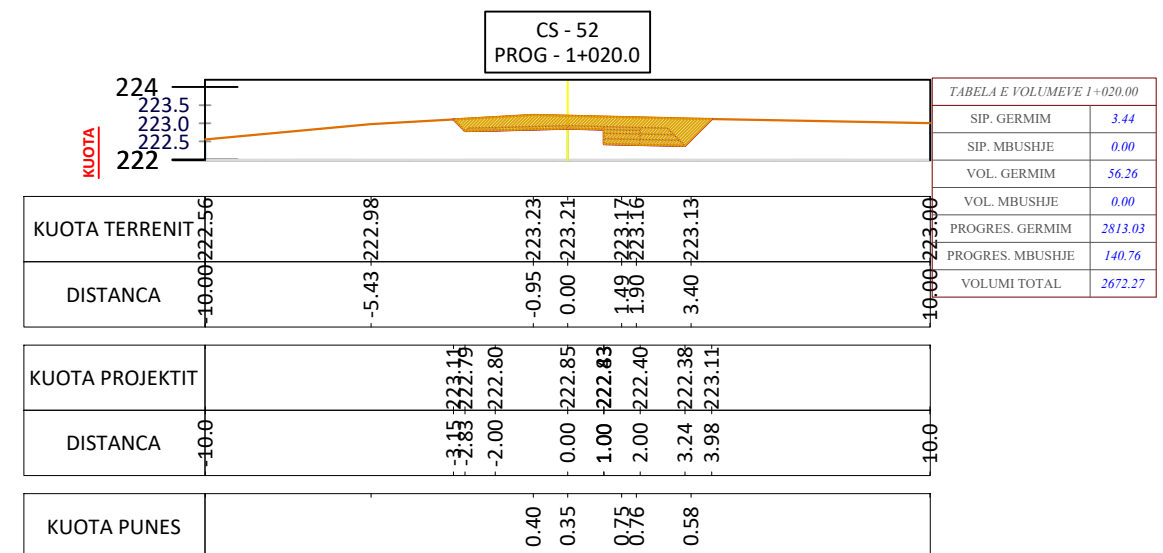 CS - 52
PROG - 1+020.0
224
223.5
223.0
222.5
222
KUOTA
TABELA E VOLUMEVE 1+020.00
SIP. GERMIM 3.44
SIP. MBUSHJE 0.00
VOL. GERMIM 56.26
VOL. MBUSHJE 0.00
PROGRES. GERMIM 2813.03
PROGRES. MBUSHJE 140.76
VOLUMI TOTAL 2672.27
KUOTA TERRENIT 222.56 222.98 223.23 223.21 223.17 223.16 223.13 223.00
DISTANCA -10.00 -5.43 -0.95 0.00 1.49 1.90 3.40 10.00
KUOTA PROJEKTIT 223.11 222.79 222.80 222.85 222.40 222.38 223.11
DISTANCA -10.0 -3.15 -2.83 -2.00 0.00 1.00 2.00 3.24 3.98 10.0
KUOTA PUNES 0.40 0.35 0.75 0.76 0.58